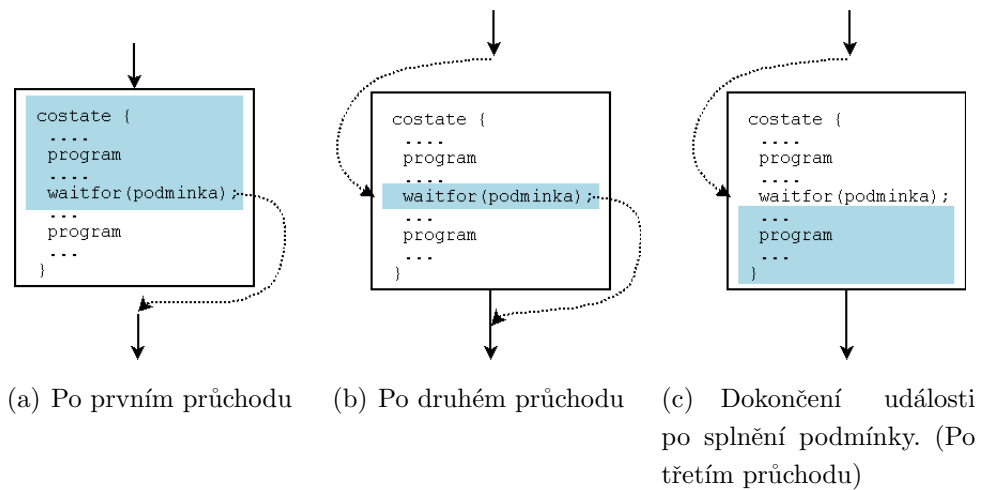 costate {
....
program
....
waitfor(podminka);
...
program
...
}
costate {
....
program
....
waitfor(podminka);
...
program
...
}
costate {
....
program
....
waitfor(podminka);
...
program
...
}
(a) Po prvním průchodu
(b) Po druhém průchodu
(c) Dokončení události
po splnění podmínky. (Po
třetím průchodu)